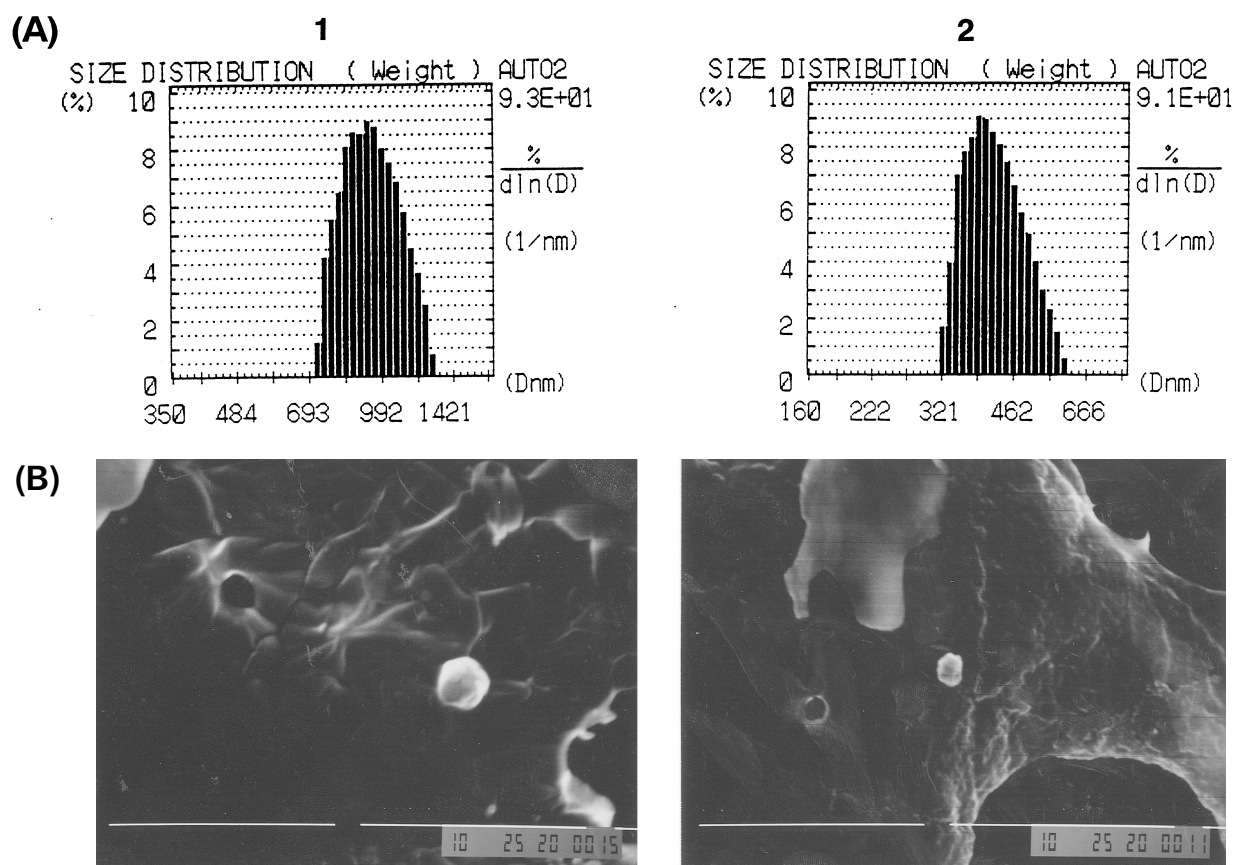 (A)
1
SIZE DISTRIBUTION ( Weight ) AUTO2
(%) 10 9.3E+01
8 %
dln(D)
6
(1/nm)
4
2
0 (Dnm)
350 484 693 992 1421
2
SIZE DISTRIBUTION ( Weight ) AUTO2
(%) 10 9.1E+01
8 %
dln(D)
6
(1/nm)
4
2
0 (Dnm)
160 222 321 462 666
(B)
10 25 20 0015
10 25 20 0011